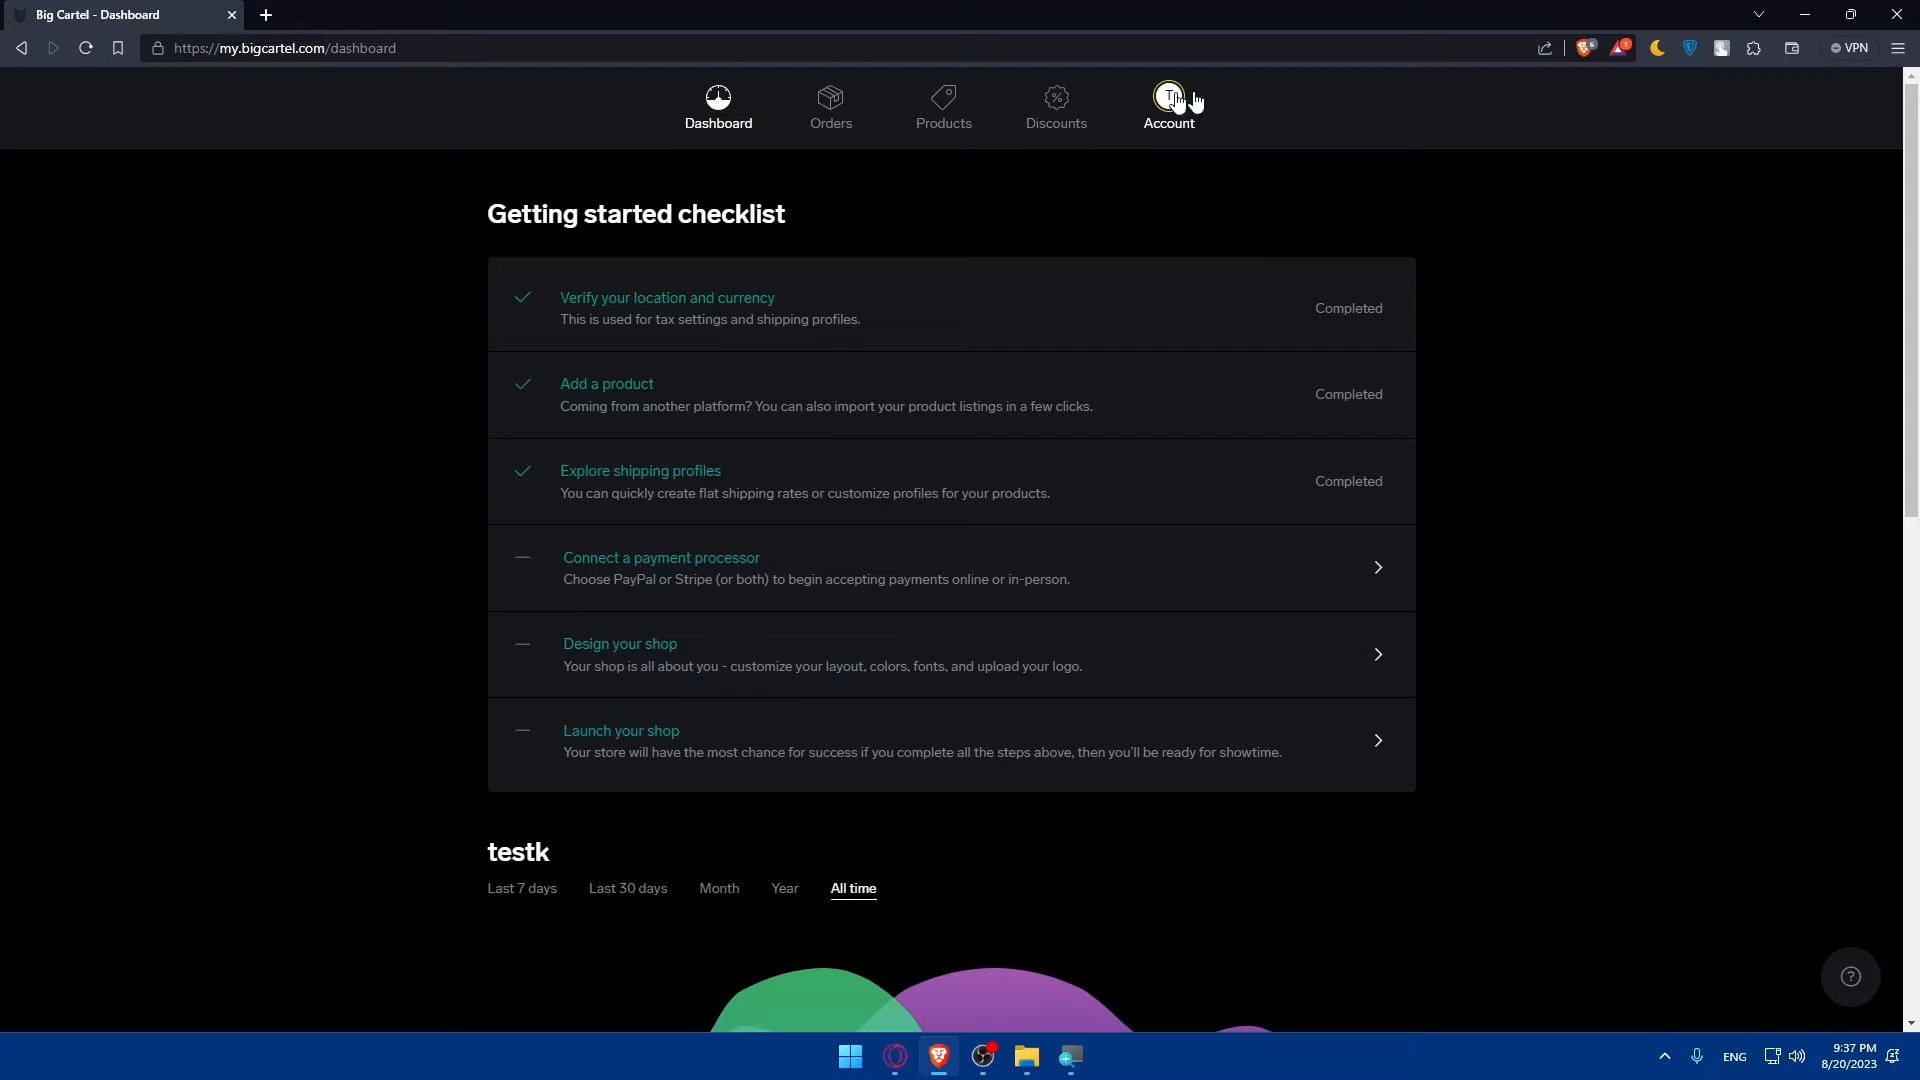 Big Cartel - Dashboard
https://my.bigcartel.com/dashboard
VPN
Dashboard
Orders
Products
Discounts
T
Account
Getting started checklist
Verify your location and currency
This is used for tax settings and shipping profiles.
Completed
Add a product
Coming from another platform? You can also import your product listings in a few clicks.
Completed
Explore shipping profiles
You can quickly create flat shipping rates or customize profiles for your products.
Completed
Connect a payment processor
Choose PayPal or Stripe (or both) to begin accepting payments online or in-person.
Design your shop
Your shop is all about you - customize your layout, colors, fonts, and upload your logo.
Launch your shop
Your store will have the most chance for success if you complete all the steps above, then you'll be ready for showtime.
testk
Last 7 days Last 30 days Month Year All time
ENG
9:37 PM
8/20/2023